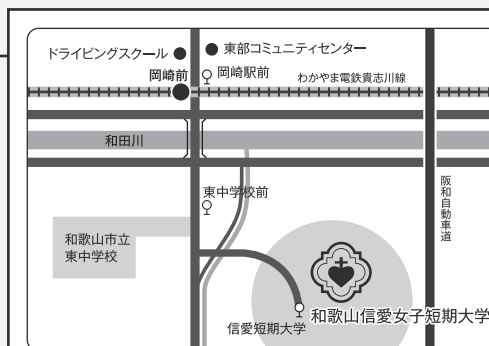 ドライビングスクール
東部コミュニティセンター
岡崎前
岡崎駅前
わかやま電鉄貴志川線
和田川
東中学校前
阪和自動車道
和歌山市立
東中学校
和歌山信愛女子短期大学
信愛短期大学